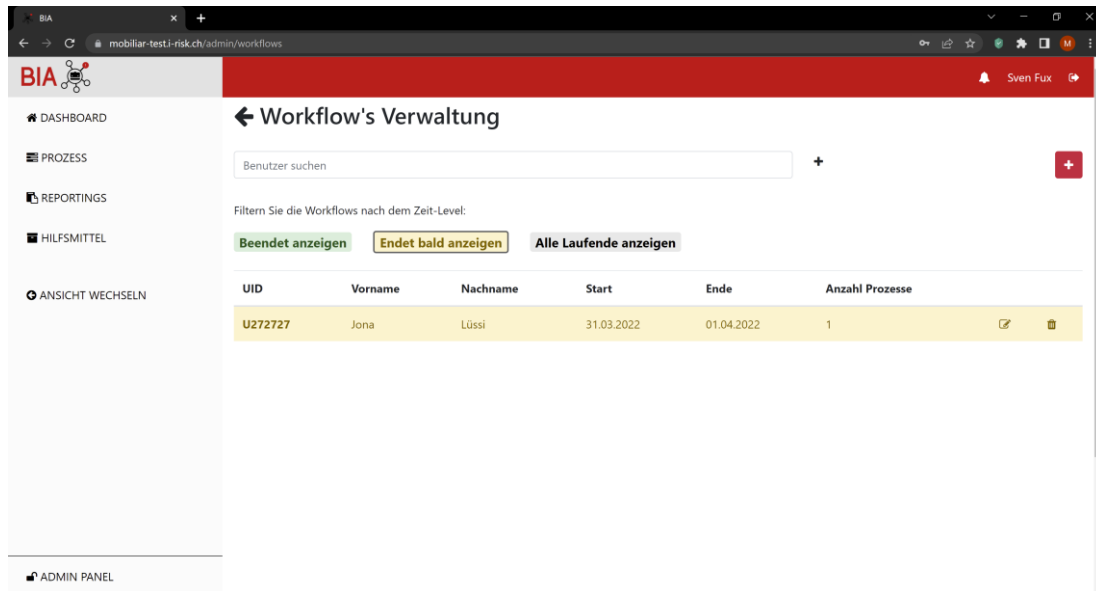 BIA
mobiliar-test.i-risk.ch/admin/workflows
M
BIA
Sven Fux
DASHBOARD
PROZESS
REPORTINGS
HILFSMITTEL
ANSICHT WECHSELN
ADMIN PANEL
Workflow's Verwaltung
Benutzer suchen
Filtern Sie die Workflows nach dem Zeit-Level:
Beendet anzeigen Endet bald anzeigen Alle Laufende anzeigen
UID Vorname Nachname Start Ende Anzahl Prozesse
U272727 Jona Lüssi 31.03.2022 01.04.2022 1